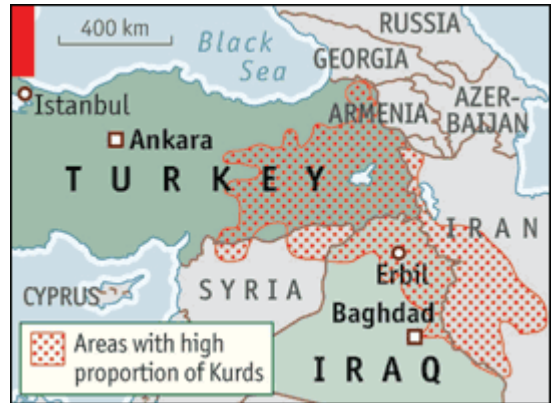 400 km
Black
Sea
RUSSIA
GEORGIA
Istanbul
ARMENIA
AZER-
BAIJAN
Ankara
TURKEY
IRAN
Erbil
SYRIA
CYPRUS
Baghdad
IRAQ
Areas with high
proportion of Kurds